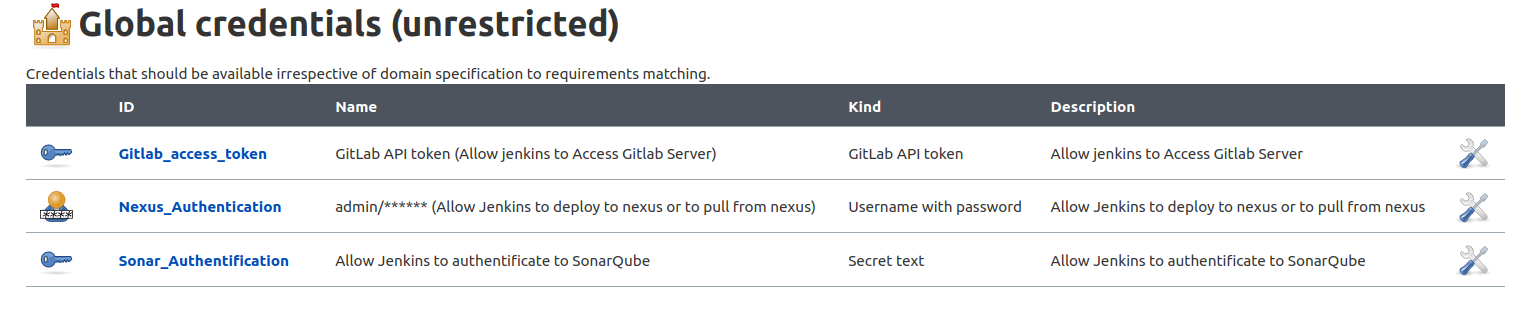 Global credentials (unrestricted)
Credentials that should be available irrespective of domain specification to requirements matching.
ID Name Kind Description
Gitlab_access_token GitLab API token (Allow jenkins to Access Gitlab Server) GitLab API token Allow jenkins to Access Gitlab Server
Nexus_Authentication admin/****** (Allow Jenkins to deploy to nexus or to pull from nexus) Username with password Allow Jenkins to deploy to nexus or to pull from nexus
Sonar_Authentification Allow Jenkins to authentificate to SonarQube Secret text Allow Jenkins to authentificate to SonarQube